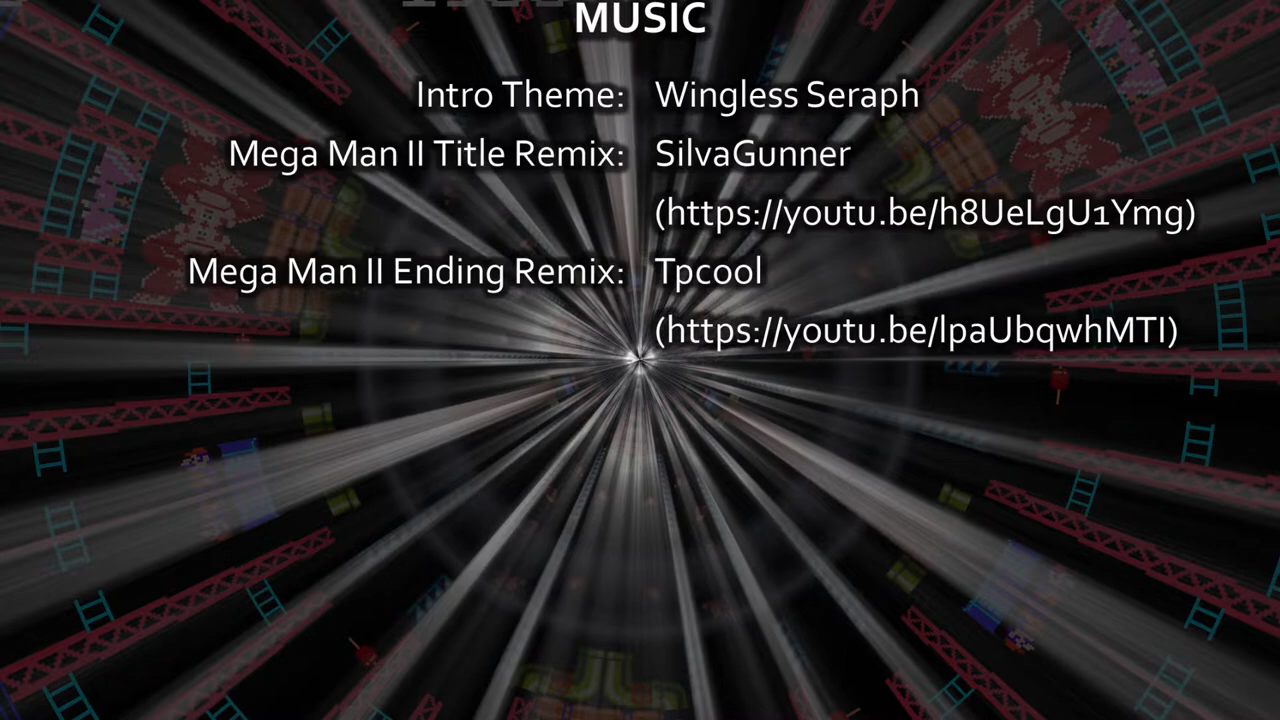 MUSIC
Intro Theme: Wingless Seraph
Mega Man II Title Remix: SilvaGunner
(https://youtu.be/h8UeLgU1Ymg)
Mega Man II Ending Remix: Tpcool
(https://youtu.be/lpaUbqwhMTI)